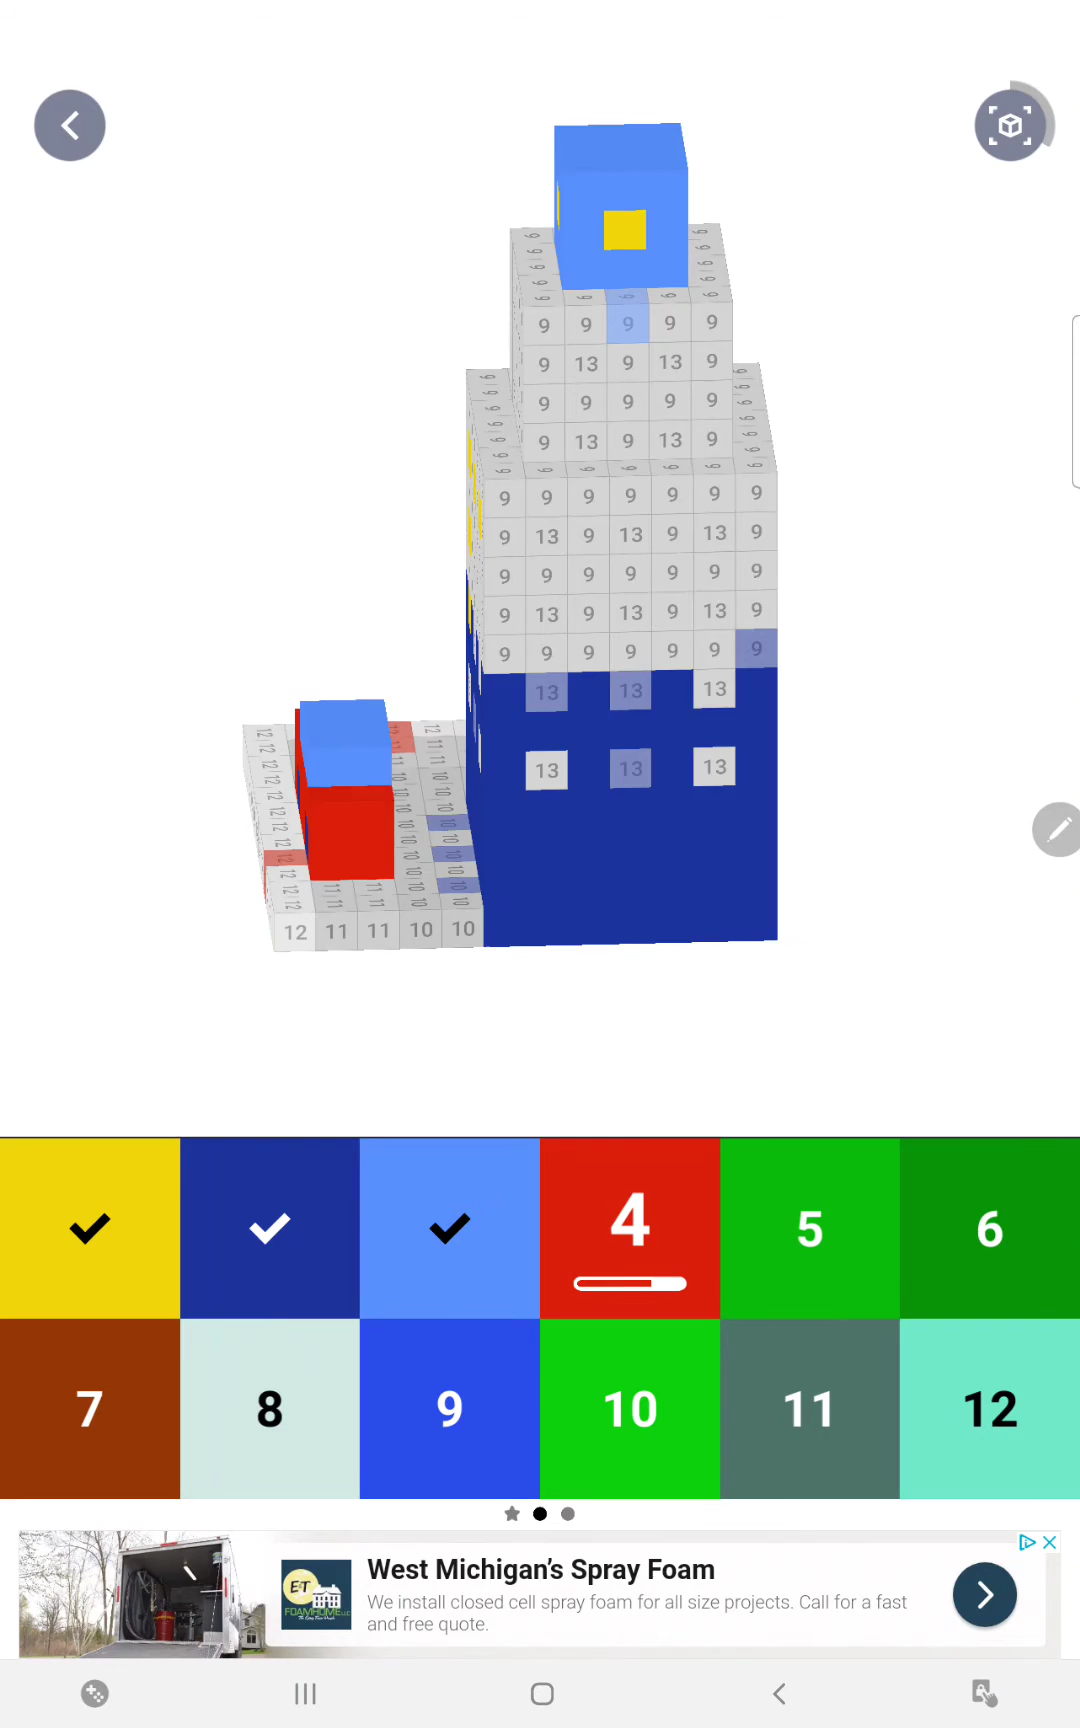 9 9 9 9 9
9 13 9 13 9
9 9 9 9 9
9 13 9 13 9
9 9 9 9 9 9 9
9 13 9 13 9 13 9
9 9 9 9 9 9 9
9 13 9 13 9 13 9
9 9 9 9 9 9 9
13 13 13
13 13 13
12 11 11 10 10
4 5 6
7 8 9 10 11 12
E&T
FOAMHOME LLC
West Michigan's Spray Foam
We install closed cell spray foam for all size projects. Call for a fast
and free quote.